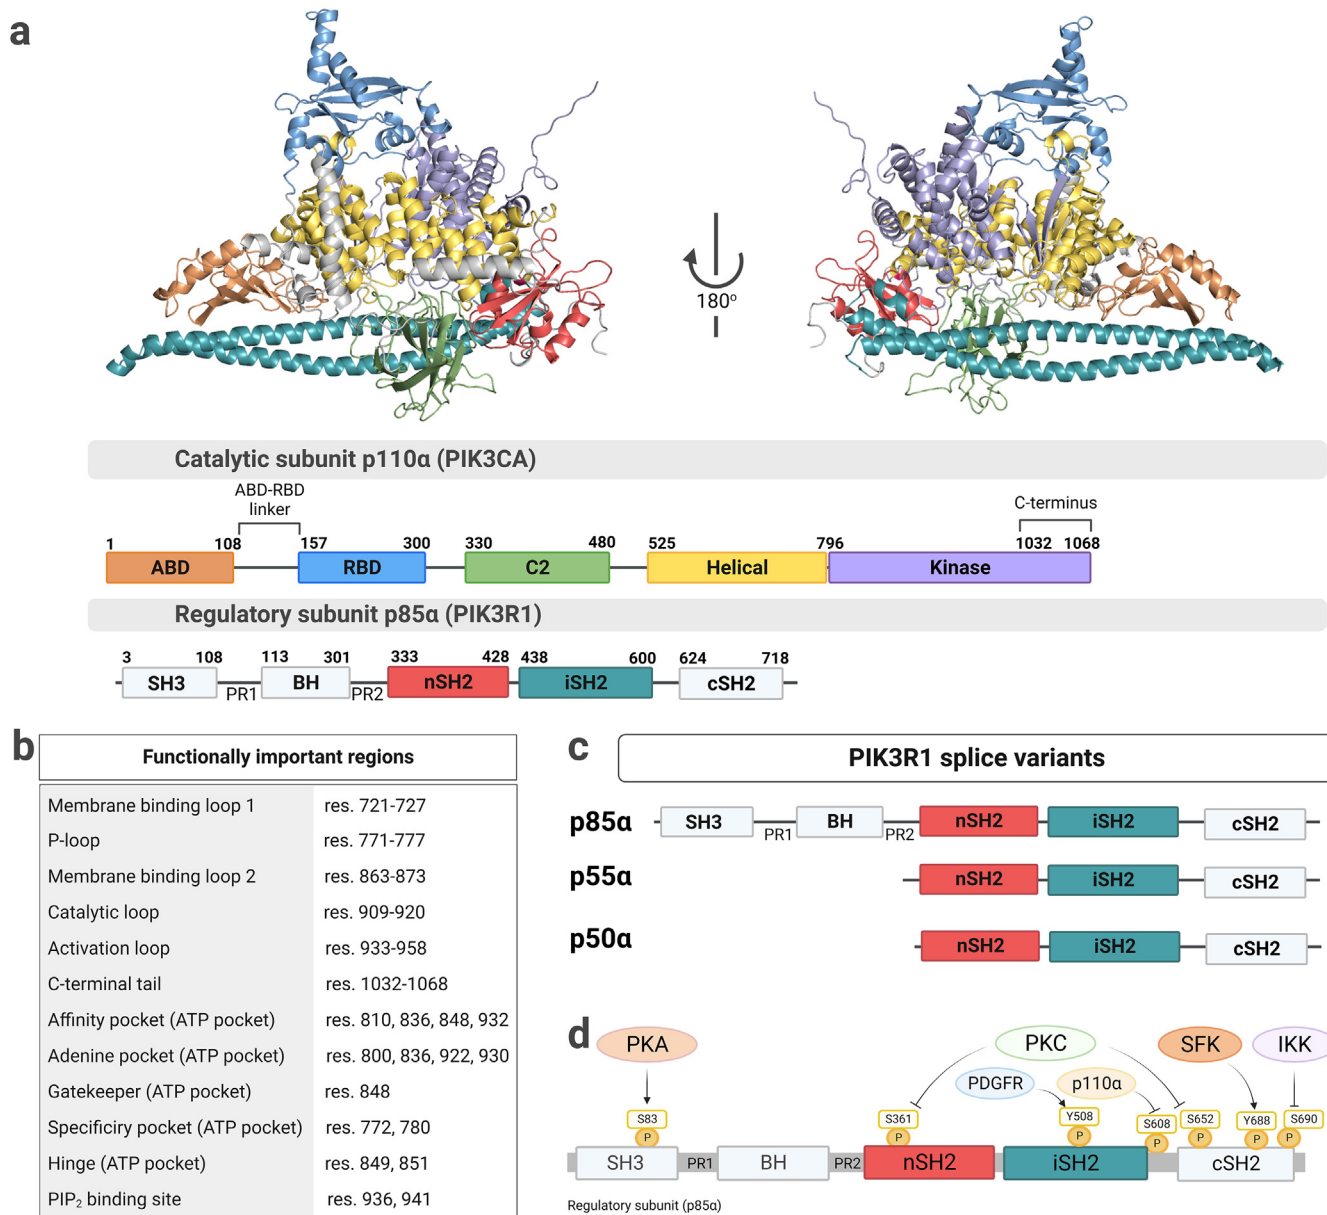 a
180°
Catalytic subunit p110α (PIK3CA)
ABD-RBD
linker
C-terminus
1 108 157 300 330 480 525 796 1032 1068
ABD RBD C2 Helical Kinase
Regulatory subunit p85α (PIK3R1)
3 108 113 301 333 428 438 600 624 718
SH3 PR1 BH PR2 nSH2 iSH2 cSH2
b
Functionally important regions
Membrane binding loop 1 res. 721-727
P-loop res. 771-777
Membrane binding loop 2 res. 863-873
Catalytic loop res. 909-920
Activation loop res. 933-958
C-terminal tail res. 1032-1068
Affinity pocket (ATP pocket) res. 810, 836, 848, 932
Adenine pocket (ATP pocket) res. 800, 836, 922, 930
Gatekeeper (ATP pocket) res. 848
Specificiry pocket (ATP pocket) res. 772, 780
Hinge (ATP pocket) res. 849, 851
PIP₂ binding site res. 936, 941
c
PIK3R1 splice variants
p85α SH3 PR1 BH PR2 nSH2 iSH2 cSH2
p55α nSH2 iSH2 cSH2
p50α nSH2 iSH2 cSH2
d
PKA PKC SFK IKK
PDGFR p110α
S83 S361 Y508 S608 S652 Y688 S690
P P P P P P P
SH3 PR1 BH PR2 nSH2 iSH2 cSH2
Regulatory subunit (p85α)